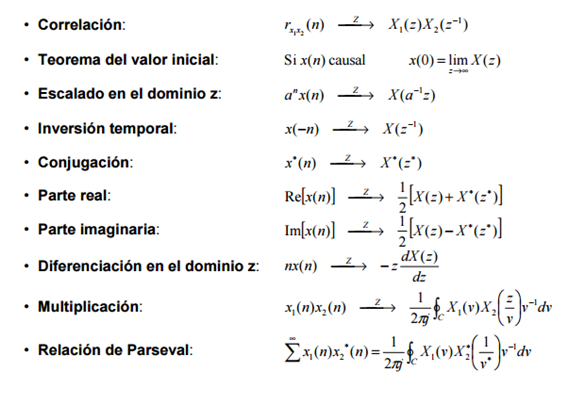 • Correlación: r_{x₁x₂}(n) —Z→ X₁(z)X₂(z⁻¹)
• Teorema del valor inicial: Si x(n) causal x(0) = lim_{z→∞} X(z)
• Escalado en el dominio z: aⁿx(n) —Z→ X(a⁻¹z)
• Inversión temporal: x(−n) —Z→ X(z⁻¹)
• Conjugación: x*(n) —Z→ X*(z*)
• Parte real: Re[x(n)] —Z→ 1/2 [X(z)+X*(z*)]
• Parte imaginaria: Im[x(n)] —Z→ 1/2 [X(z)−X*(z*)]
• Diferenciación en el dominio z: nx(n) —Z→ −z dX(z)/dz
• Multiplicación: x₁(n)x₂(n) —Z→ 1/(2πj) ∮_C X₁(v)X₂(z/v)v⁻¹dv
• Relación de Parseval: ∑^∞ x₁(n)x₂*(n) = 1/(2πj) ∮_C X₁(v)X₂*(1/v*)v⁻¹dv